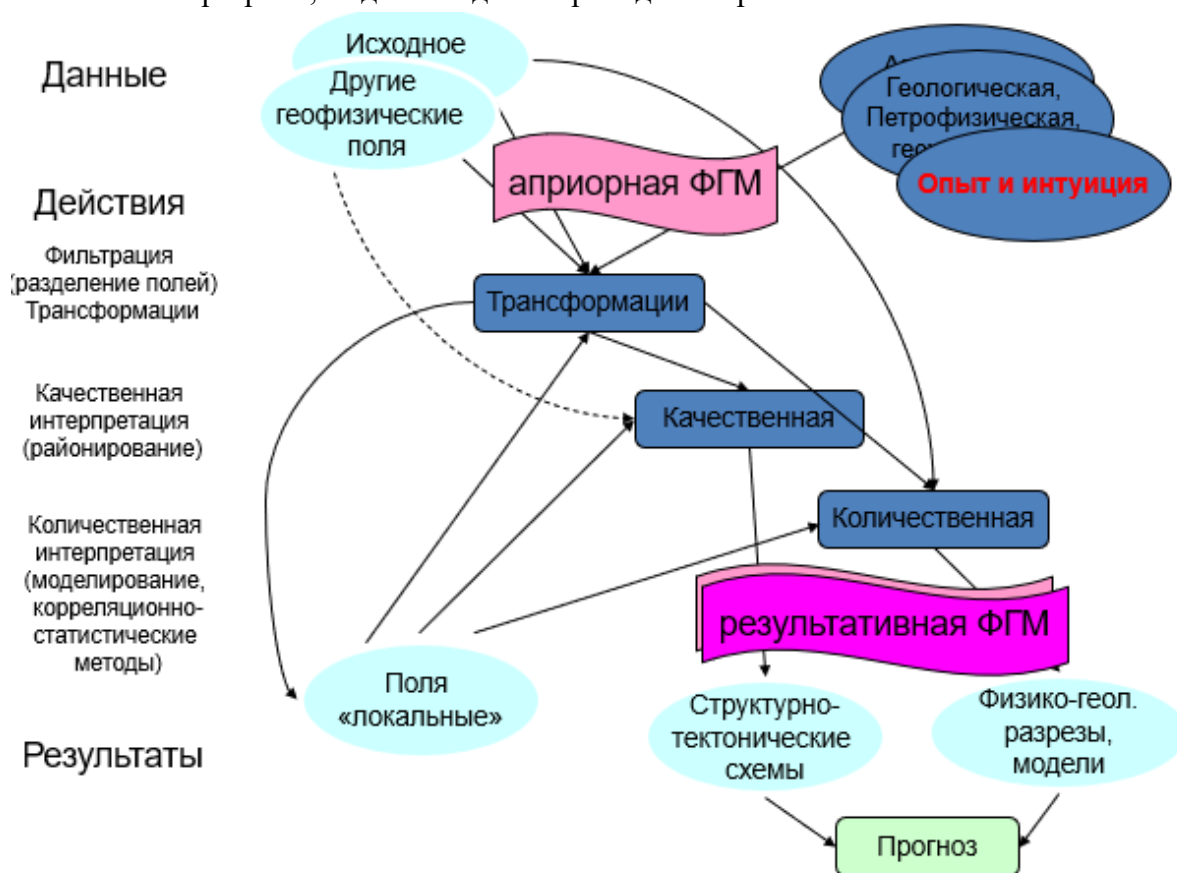 Данные
Исходное
Другие
геофизические
поля
Геологическая,
Петрофизическая,
Опыт и интуиция
априорная ФГМ
Действия
Фильтрация
(разделение полей)
Трансформации
Трансформации
Качественная
интерпретация
(районирование)
Качественная
Количественная
интерпретация
(моделирование,
корреляционно-
статистические
методы)
Количественная
результативная ФГМ
Поля
«локальные»
Структурно-
тектонические
схемы
Физико-геол.
разрезы,
модели
Результаты
Прогноз